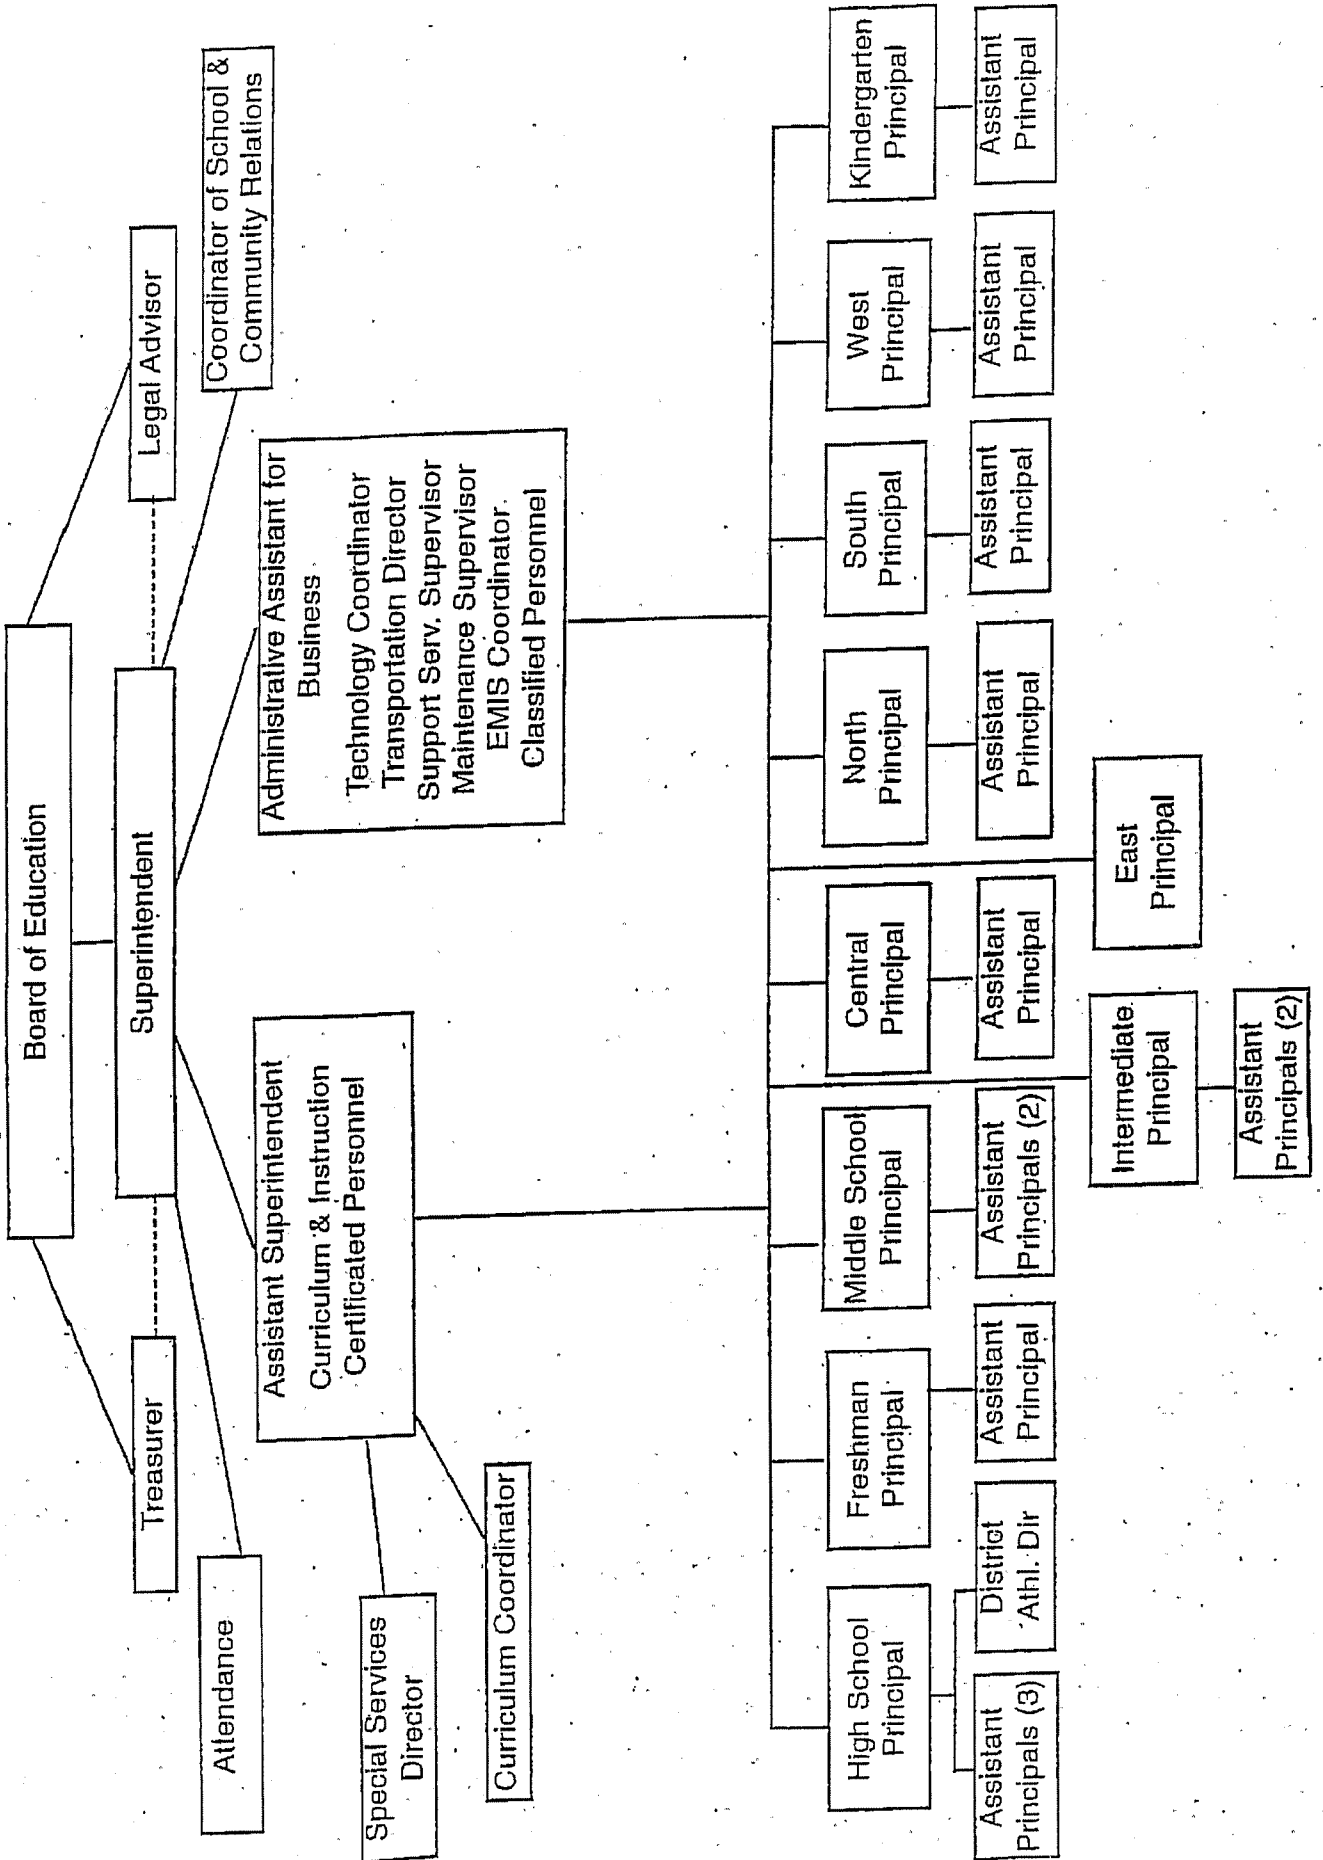 Board of Education
Treasurer
Superintendent
Legal Advisor
Attendance
Coordinator of School &
Community Relations
Assistant Superintendent
Curriculum & Instruction
Certificated Personnel
Administrative Assistant for
Business
Technology Coordinator
Transportation Director
Support Serv. Supervisor
Maintenance Supervisor
EMIS Coordinator
Classified Personnel
Special Services
Director
Curriculum Coordinator
High School
Principal
Freshman
Principal
Middle School
Principal
Central
Principal
North
Principal
South
Principal
West
Principal
Kindergarten
Principal
Assistant
Principals (3)
District
Athl. Dir
Assistant
Principal
Assistant
Principals (2)
Assistant
Principal
Assistant
Principal
Assistant
Principal
Assistant
Principal
Assistant
Principal
Intermediate
Principal
East
Principal
Assistant
Principals (2)